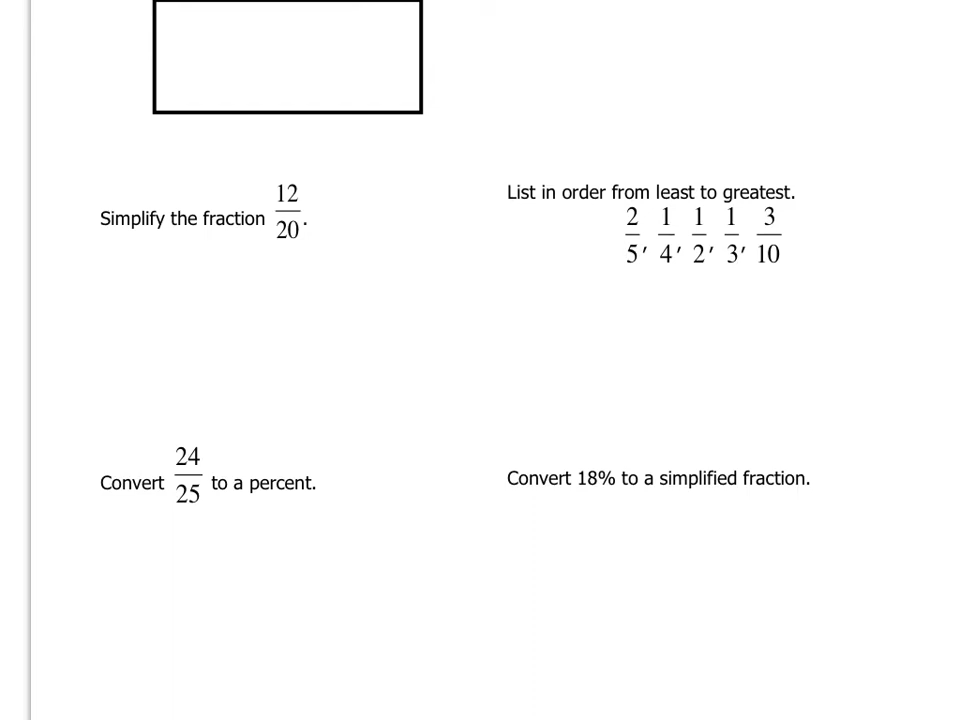 Simplify the fraction 12/20.
List in order from least to greatest.
2/5, 1/4, 1/2, 1/3, 3/10
Convert 24/25 to a percent.
Convert 18% to a simplified fraction.